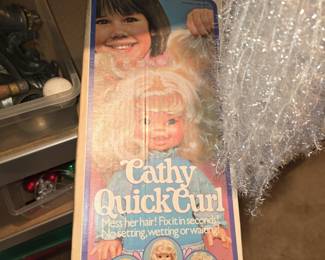 Cathy
Quick Curl
Mess her hair! Fix it in seconds!
No setting, wetting or waiting!